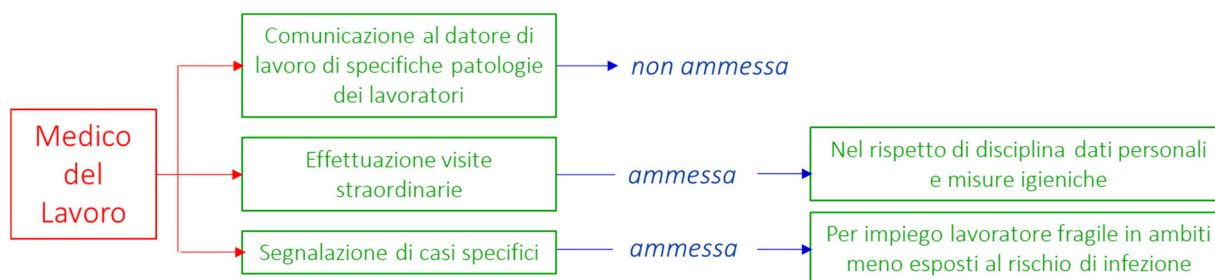 Medico
del
Lavoro
Comunicazione al datore di
lavoro di specifiche patologie
dei lavoratori
non ammessa
Effettuazione visite
straordinarie
ammessa
Nel rispetto di disciplina dati personali
e misure igieniche
Segnalazione di casi specifici
ammessa
Per impiego lavoratore fragile in ambiti
meno esposti al rischio di infezione